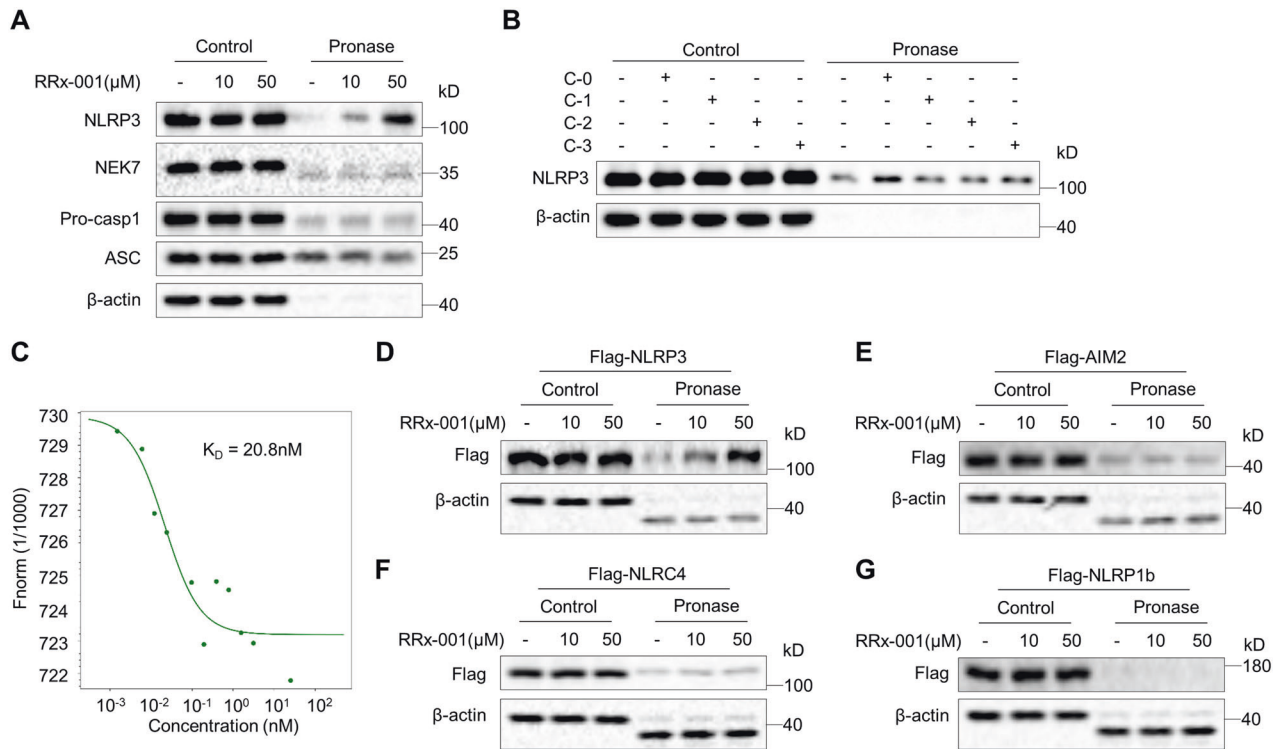 A
Control Pronase
RRx-001(μM) - 10 50 - 10 50
kD
NLRP3 100
NEK7 35
Pro-casp1 40
ASC 25
β-actin 40
B
Control Pronase
C-0 - + - - - - + - - -
C-1 - - + - - - - + - -
C-2 - - - + - - - - + -
C-3 - - - - + - - - - +
kD
NLRP3 100
β-actin 40
C
730
729
728
727
726
725
724
723
722
Fnorm (1/1000)
K_D = 20.8nM
10⁻³ 10⁻² 10⁻¹ 10⁰ 10¹ 10²
Concentration (nM)
D
Flag-NLRP3
Control Pronase
RRx-001(μM) - 10 50 - 10 50
kD
Flag 100
β-actin 40
E
Flag-AIM2
Control Pronase
RRx-001(μM) - 10 50 - 10 50
kD
Flag 40
β-actin 40
F
Flag-NLRC4
Control Pronase
RRx-001(μM) - 10 50 - 10 50
kD
Flag 100
β-actin 40
G
Flag-NLRP1b
Control Pronase
RRx-001(μM) - 10 50 - 10 50
kD
Flag 180
β-actin 40